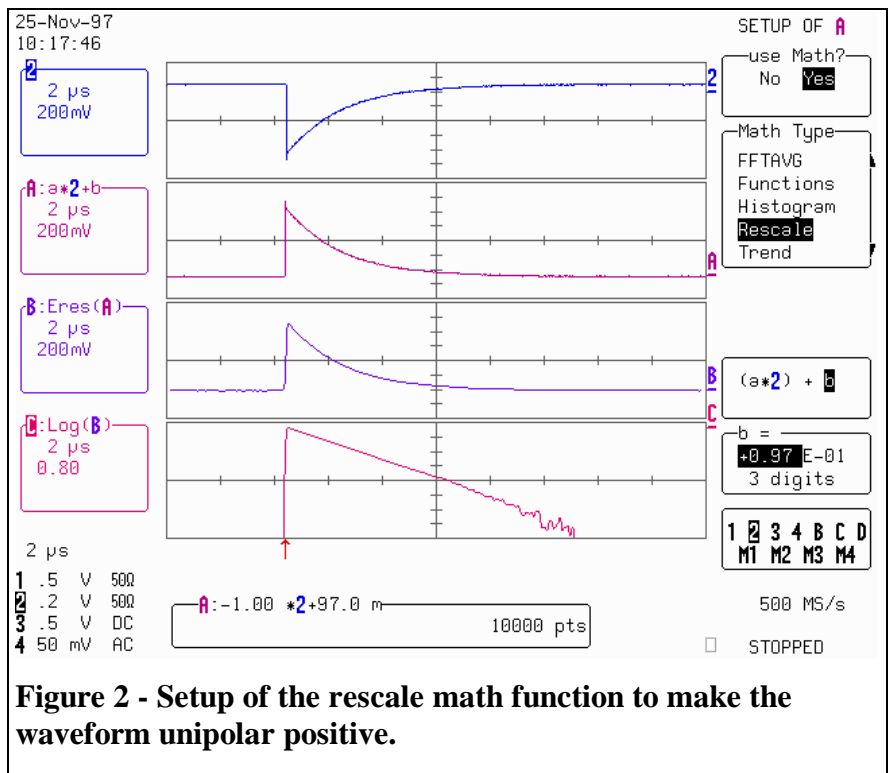 25-Nov-97
10:17:46
2
2 µs
200mV
A:a*2+b
2 µs
200mV
B:Eres(A)
2 µs
200mV
C:Log(B)
2 µs
0.80
2 µs
1 .5 V 50Ω
2 .2 V 50Ω
3 .5 V DC
4 50 mV AC
2
A
B
C
A:-1.00 *2+97.0 m
10000 pts
SETUP OF A
use Math?
No Yes
Math Type
FFTAVG
Functions
Histogram
Rescale
Trend
(a*2) + b
b =
+0.97 E-01
3 digits
1 2 3 4 B C D
M1 M2 M3 M4
500 MS/s
STOPPED
Figure 2 - Setup of the rescale math function to make the
waveform unipolar positive.